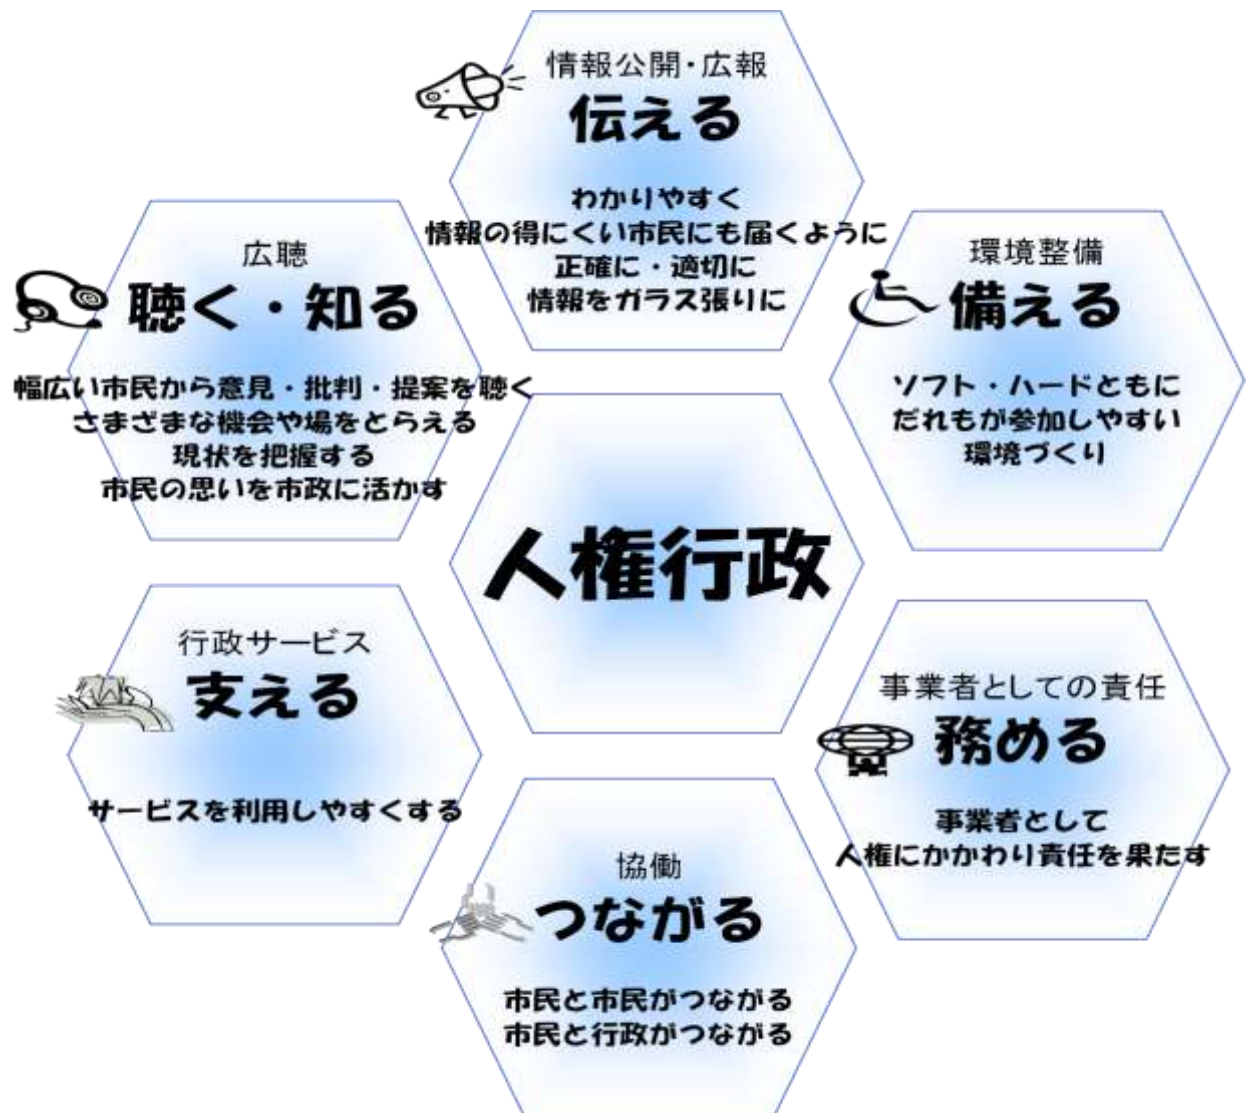 情報公開・広報
伝える
わかりやすく
情報の得にくい市民にも届くように
正確に・適切に
情報をガラス張りに
広聴
聴く・知る
幅広い市民から意見・批判・提案を聴く
さまざまな機会や場をとらえる
現状を把握する
市民の思いを市政に活かす
環境整備
備える
ソフト・ハードともに
だれもが参加しやすい
環境づくり
人権行政
行政サービス
支える
サービスを利用しやすくする
事業者としての責任
務める
事業者として
人権にかかわり責任を果たす
協働
つながる
市民と市民がつながる
市民と行政がつながる